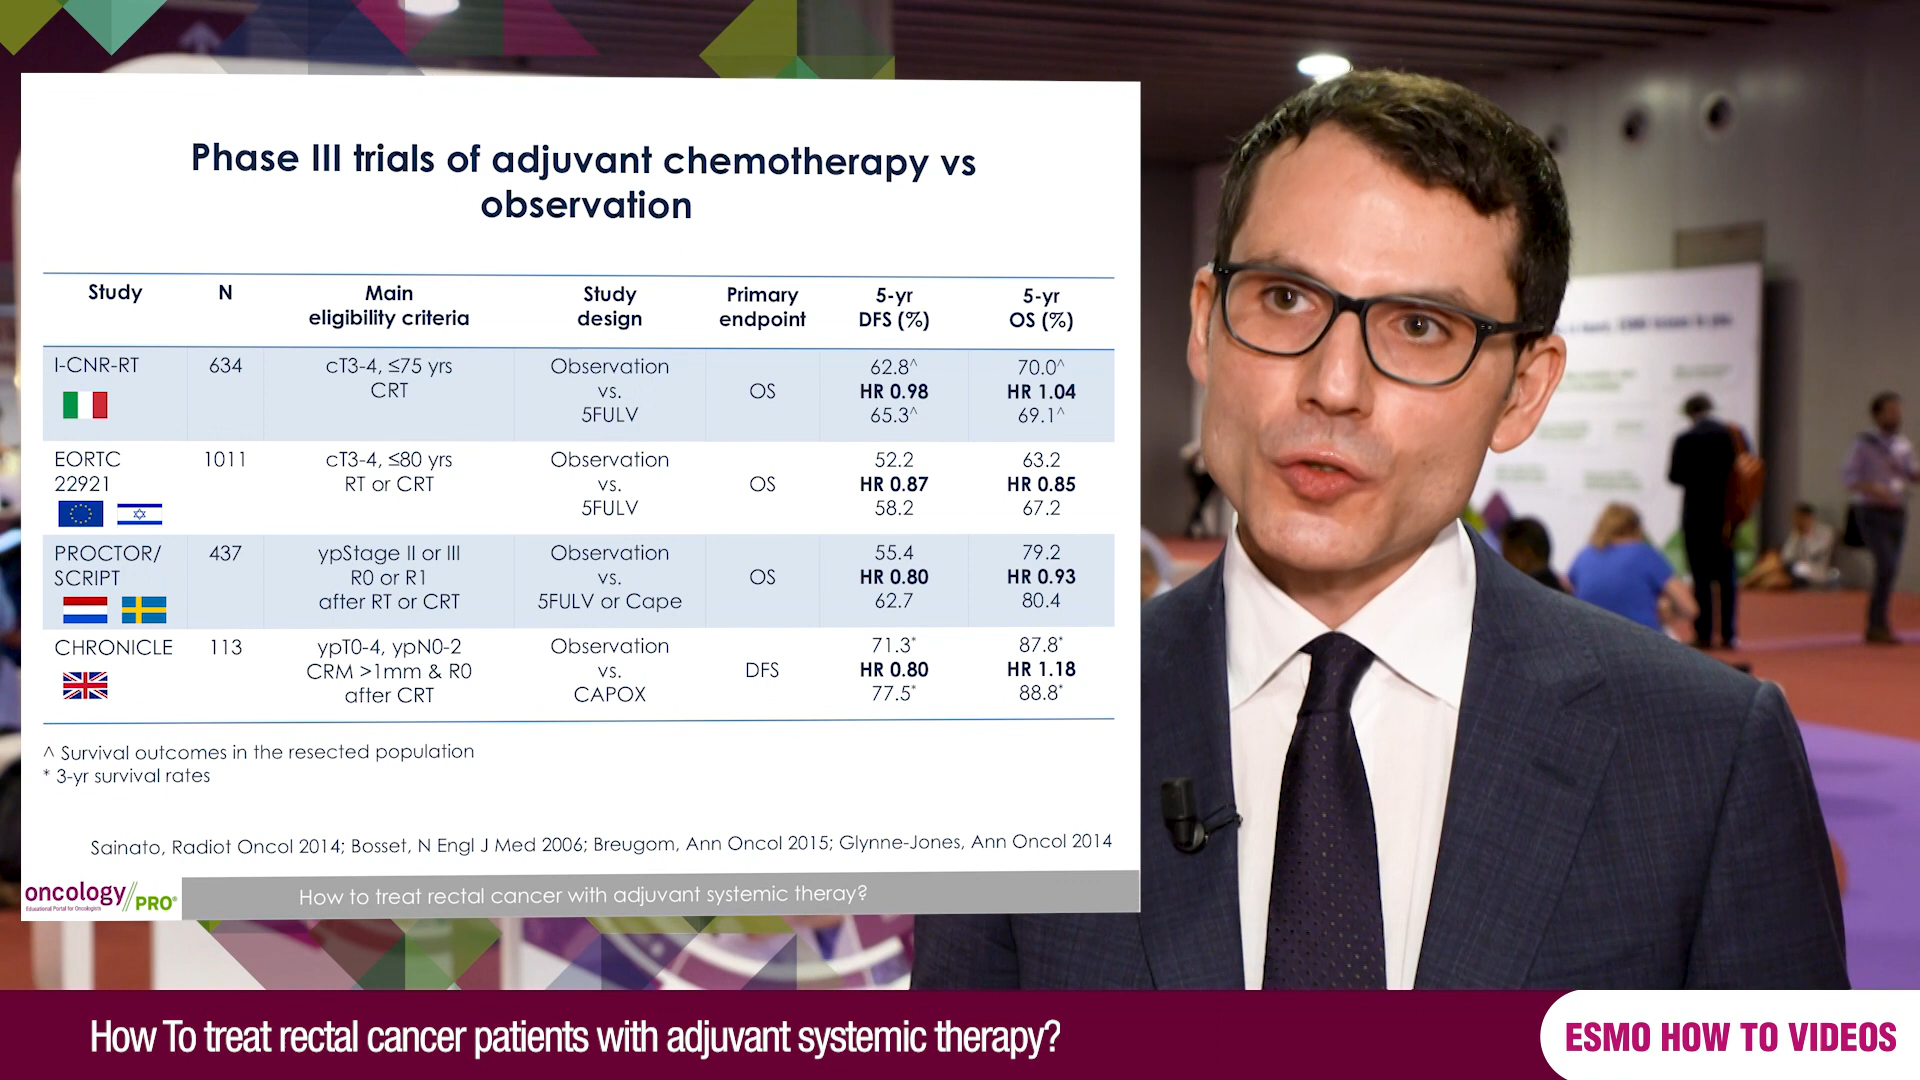 Phase III trials of adjuvant chemotherapy vs
observation
Study N Main eligibility criteria Study design Primary endpoint 5-yr DFS (%) 5-yr OS (%)
I-CNR-RT 634 cT3-4, ≤75 yrs Observation 62.8^ 70.0^
CRT vs. OS HR 0.98 HR 1.04
5FULV 65.3^ 69.1^
EORTC 1011 cT3-4, ≤80 yrs Observation 52.2 63.2
22921 RT or CRT vs. OS HR 0.87 HR 0.85
5FULV 58.2 67.2
PROCTOR/ 437 ypStage II or III Observation 55.4 79.2
SCRIPT R0 or R1 vs. OS HR 0.80 HR 0.93
after RT or CRT 5FULV or Cape 62.7 80.4
CHRONICLE 113 ypT0-4, ypN0-2 Observation 71.3* 87.8*
CRM >1mm & R0 vs. DFS HR 0.80 HR 1.18
after CRT CAPOX 77.5* 88.8*
^ Survival outcomes in the resected population
* 3-yr survival rates
Sainato, Radiot Oncol 2014; Bosset, N Engl J Med 2006; Breugom, Ann Oncol 2015; Glynne-Jones, Ann Oncol 2014
oncology//PRO®
Educational Portal for Oncologists
How to treat rectal cancer with adjuvant systemic theray?
How To treat rectal cancer patients with adjuvant systemic therapy?
ESMO HOW TO VIDEOS